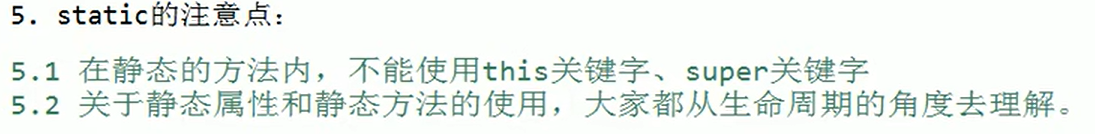 5. static的注意点：
5.1 在静态的方法内，不能使用this关键字、super关键字
5.2 关于静态属性和静态方法的使用，大家都从生命周期的角度去理解。